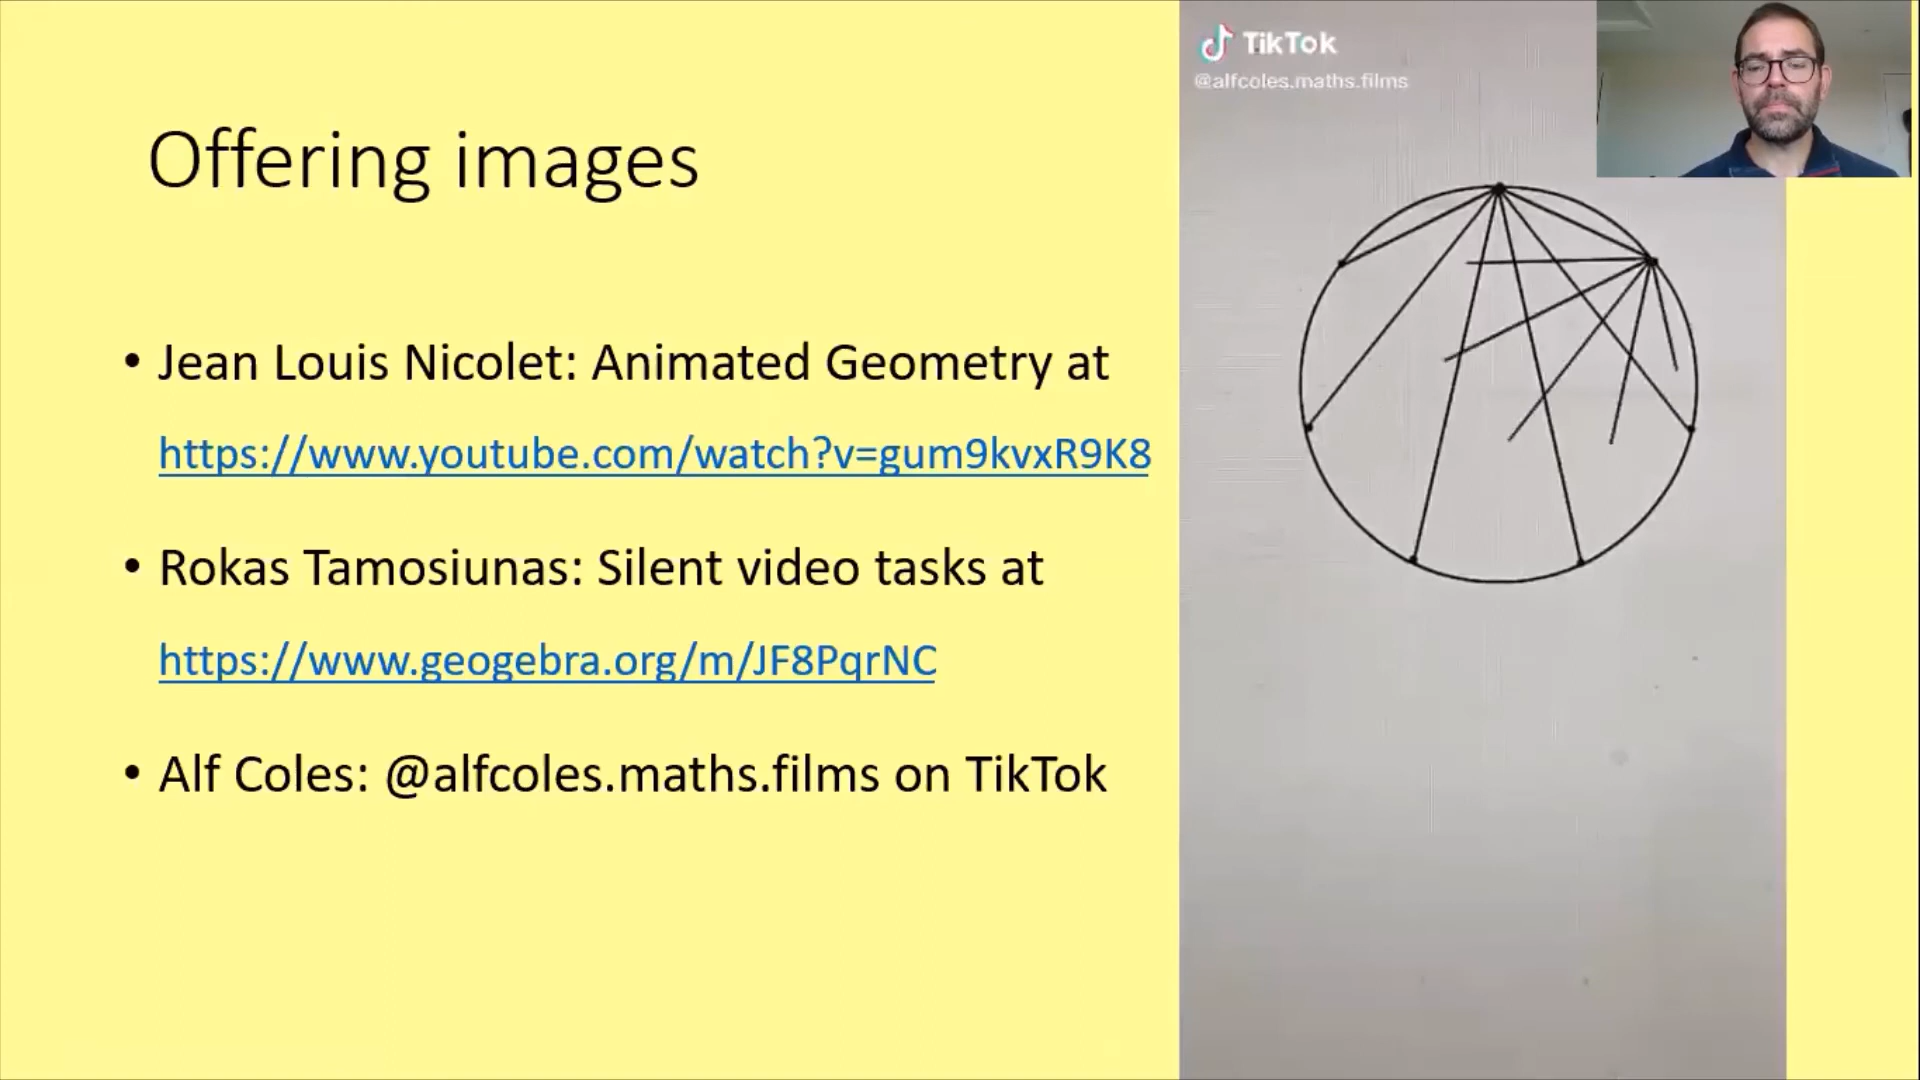 Offering images
• Jean Louis Nicolet: Animated Geometry at
https://www.youtube.com/watch?v=gum9kvxR9K8
• Rokas Tamosiunas: Silent video tasks at
https://www.geogebra.org/m/JF8PqrNC
• Alf Coles: @alfcoles.maths.films on TikTok
TikTok
@alfcoles.maths.films